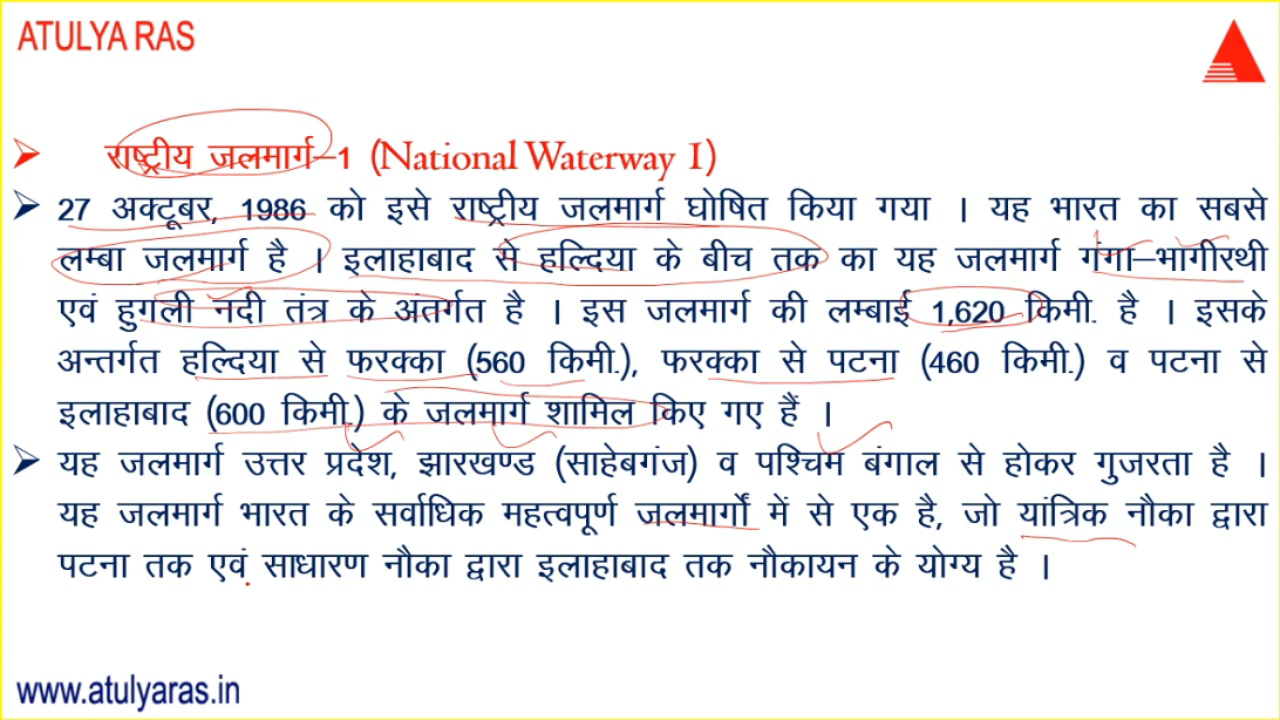 ATULYA RAS
➢ राष्ट्रीय जलमार्ग–1 (National Waterway 1)
➢ 27 अक्टूबर, 1986 को इसे राष्ट्रीय जलमार्ग घोषित किया गया । यह भारत का सबसे
लम्बा जलमार्ग है । इलाहाबाद से हल्दिया के बीच तक का यह जलमार्ग गंगा–भागीरथी
एवं हुगली नदी तंत्र के अंतर्गत है । इस जलमार्ग की लम्बाई 1,620 किमी. है । इसके
अन्तर्गत हल्दिया से फरक्का (560 किमी.), फरक्का से पटना (460 किमी.) व पटना से
इलाहाबाद (600 किमी.) के जलमार्ग शामिल किए गए हैं ।
➢ यह जलमार्ग उत्तर प्रदेश, झारखण्ड (साहेबगंज) व पश्चिम बंगाल से होकर गुजरता है ।
यह जलमार्ग भारत के सर्वाधिक महत्वपूर्ण जलमार्गों में से एक है, जो यांत्रिक नौका द्वारा
पटना तक एवं साधारण नौका द्वारा इलाहाबाद तक नौकायन के योग्य है ।
www.atulyaras.in